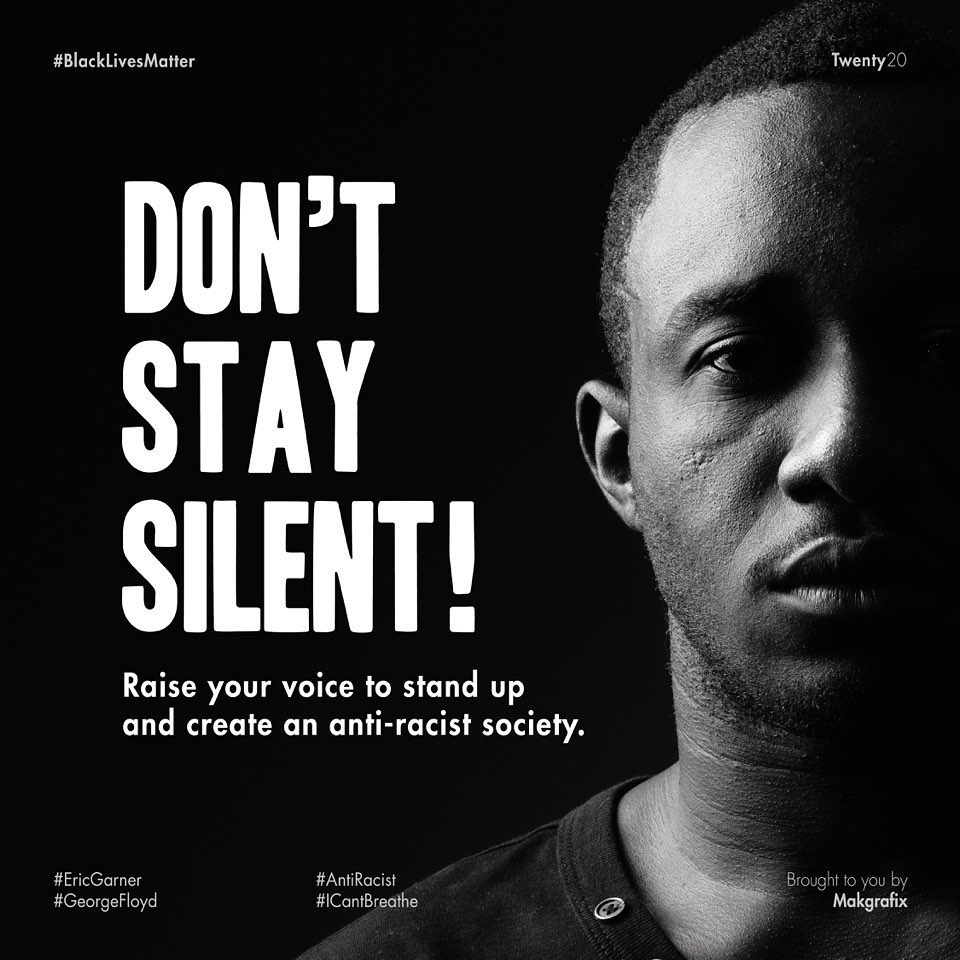 #BlackLivesMatter
Twenty20
DON'T
STAY
SILENT!
Raise your voice to stand up
and create an anti-racist society.
#EricGarner
#GeorgeFloyd
#AntiRacist
#ICantBreathe
Brought to you by
Makgrafix